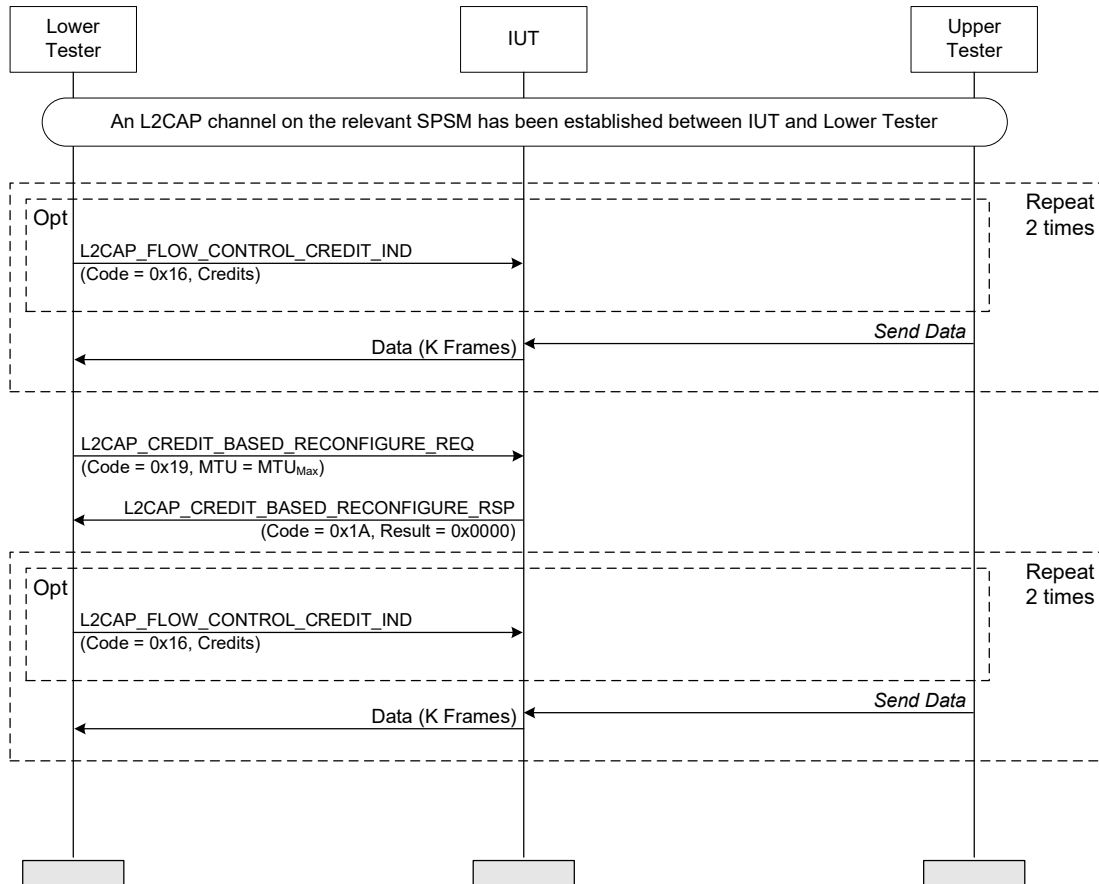 Lower
Tester
IUT
Upper
Tester
An L2CAP channel on the relevant SPSM has been established between IUT and Lower Tester
Repeat
2 times
Opt
L2CAP_FLOW_CONTROL_CREDIT_IND
(Code = 0x16, Credits)
Send Data
Data (K Frames)
L2CAP_CREDIT_BASED_RECONFIGURE_REQ
(Code = 0x19, MTU = MTUMax)
L2CAP_CREDIT_BASED_RECONFIGURE_RSP
(Code = 0x1A, Result = 0x0000)
Repeat
2 times
Opt
L2CAP_FLOW_CONTROL_CREDIT_IND
(Code = 0x16, Credits)
Send Data
Data (K Frames)